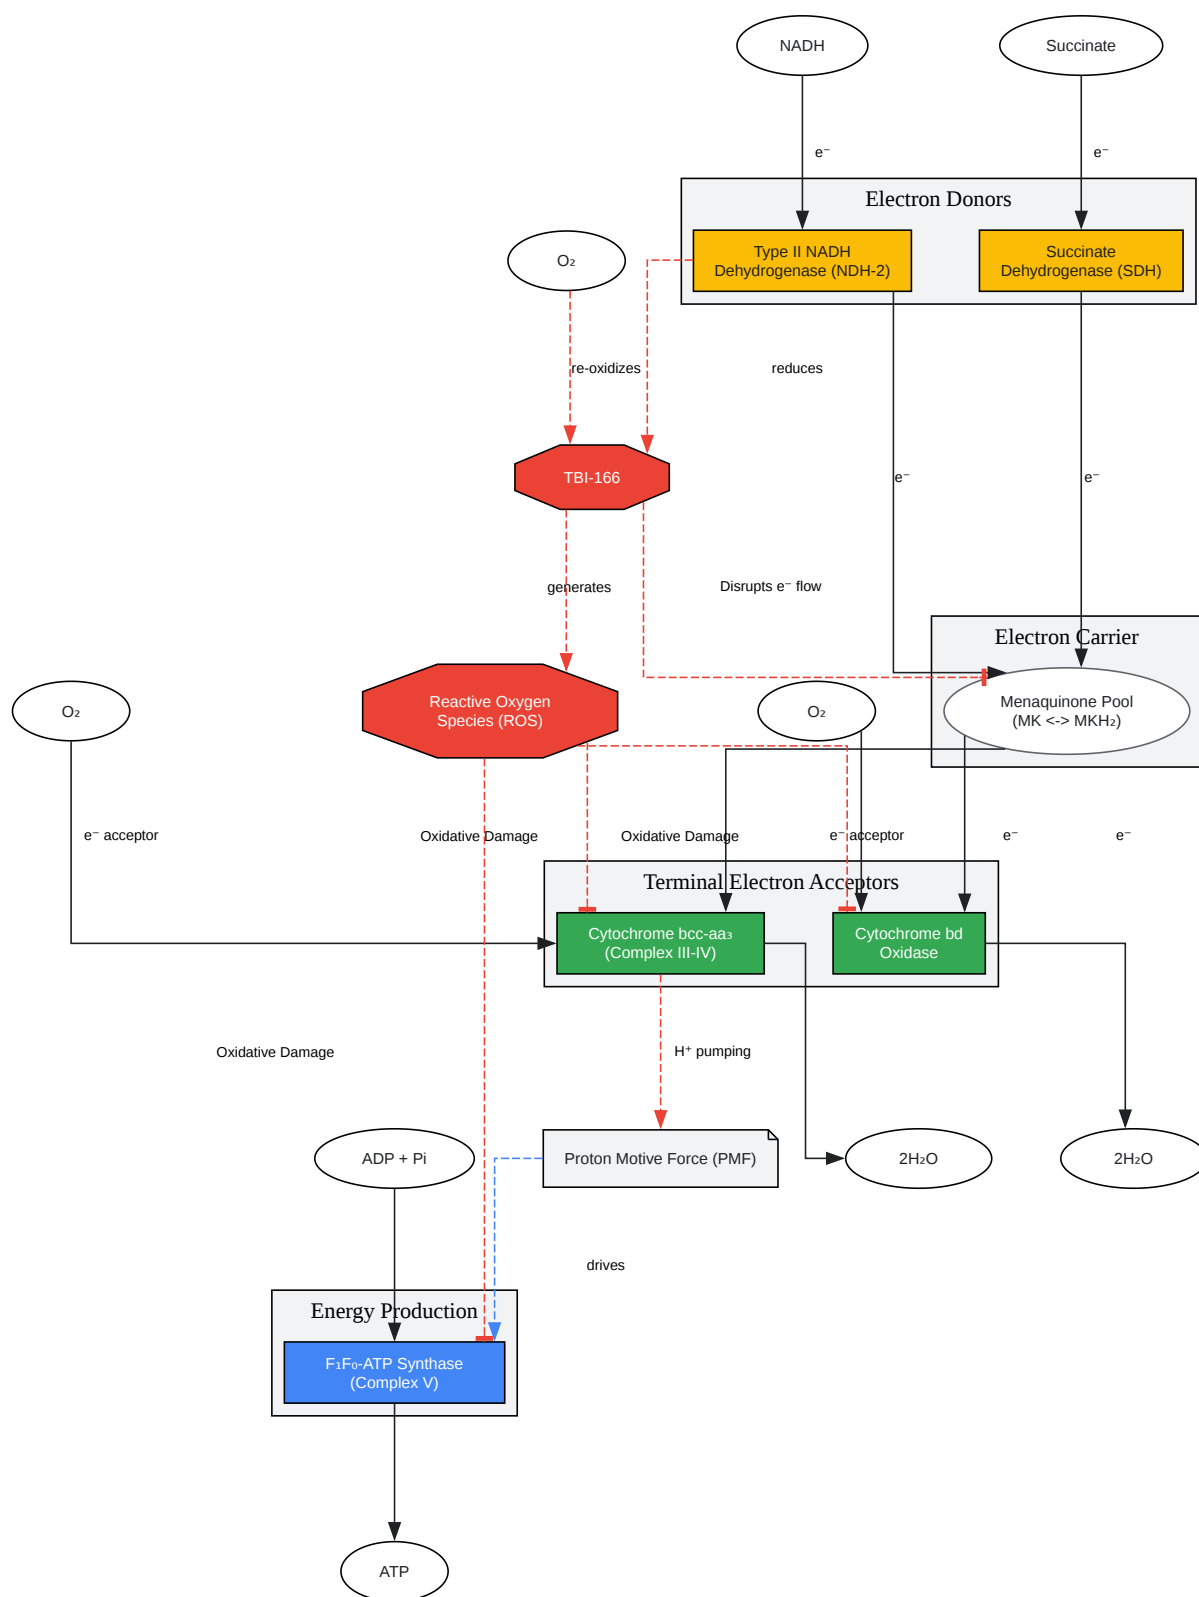 NADH
Succinate
e⁻
e⁻
Electron Donors
Type II NADH
Dehydrogenase (NDH-2)
Succinate
Dehydrogenase (SDH)
O₂
re-oxidizes
reduces
TBI-166
e⁻
e⁻
generates
Disrupts e⁻ flow
Electron Carrier
Menaquinone Pool
(MK <-> MKH₂)
Reactive Oxygen
Species (ROS)
O₂
O₂
e⁻ acceptor
Oxidative Damage
Oxidative Damage
e⁻ acceptor
e⁻
e⁻
Terminal Electron Acceptors
Cytochrome bcc-aa₃
(Complex III-IV)
Cytochrome bd
Oxidase
Oxidative Damage
H⁺ pumping
ADP + Pi
Proton Motive Force (PMF)
2H₂O
2H₂O
drives
Energy Production
F₁F₀-ATP Synthase
(Complex V)
ATP